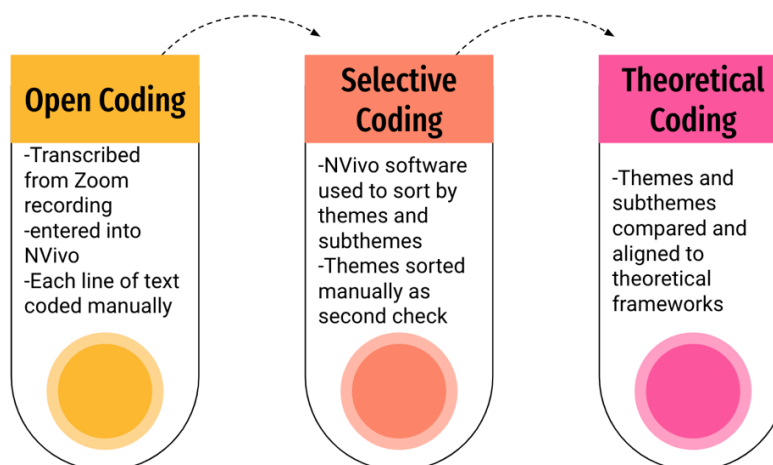 Open Coding
-Transcribed
from Zoom
recording
-entered into
NVivo
-Each line of text
coded manually
Selective
Coding
-NVivo software
used to sort by
themes and
subthemes
-Themes sorted
manually as
second check
Theoretical
Coding
-Themes and
subthemes
compared and
aligned to
theoretical
frameworks